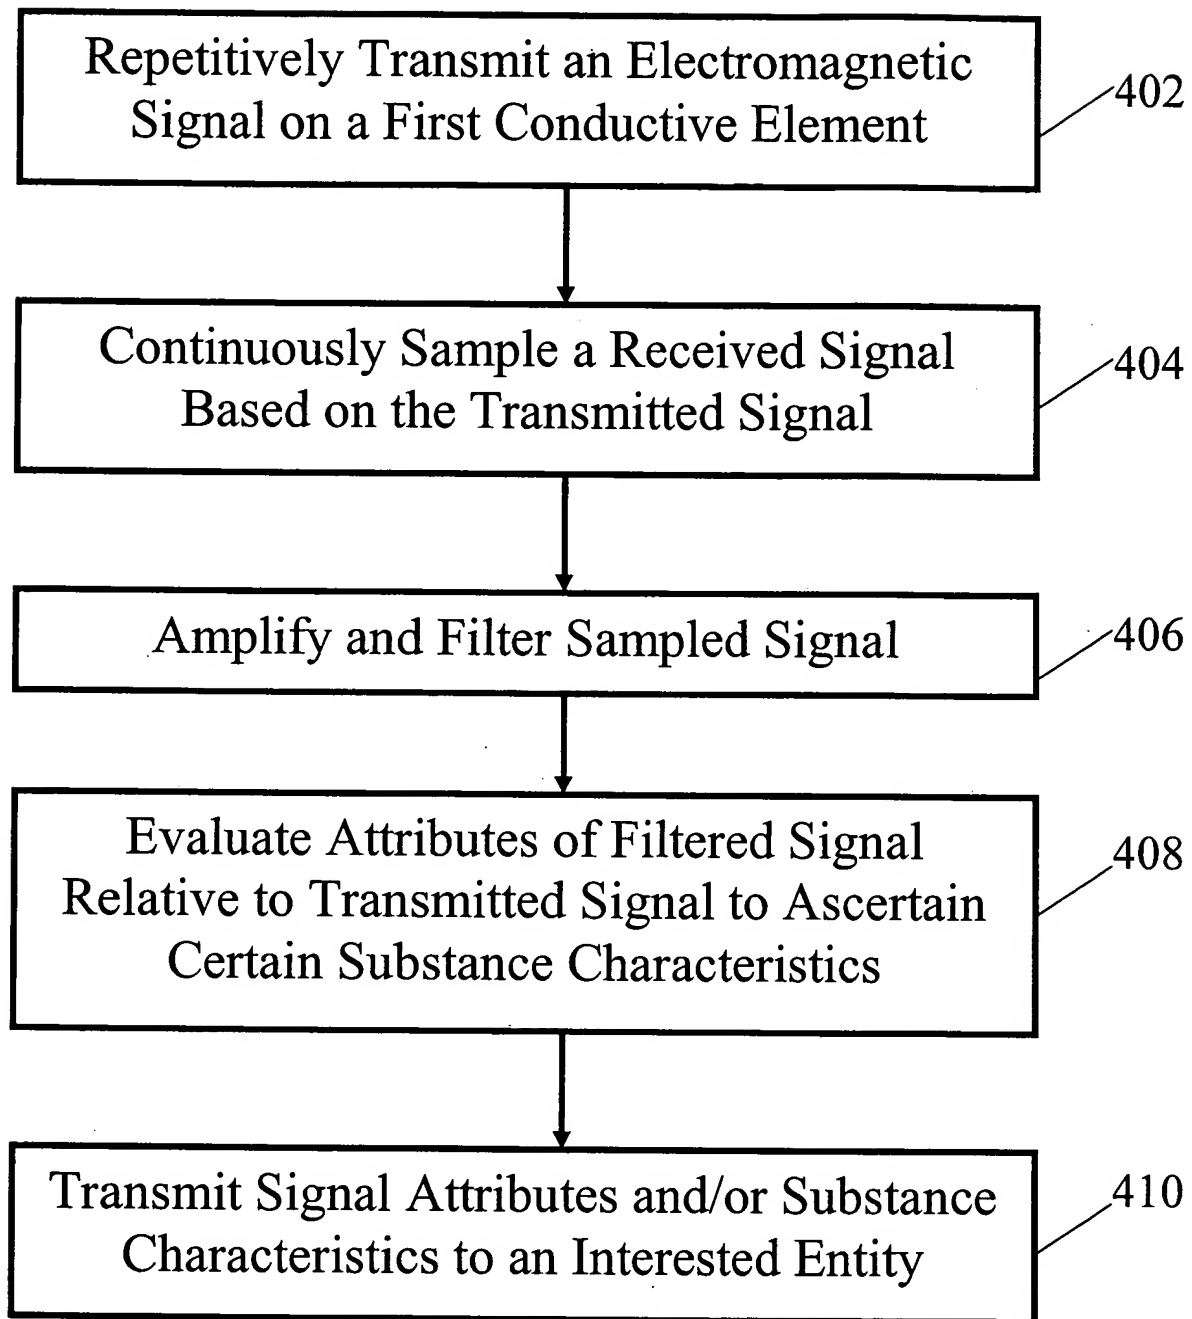 Repetitively Transmit an Electromagnetic
Signal on a First Conductive Element
402
Continuously Sample a Received Signal
Based on the Transmitted Signal
404
Amplify and Filter Sampled Signal
406
Evaluate Attributes of Filtered Signal
Relative to Transmitted Signal to Ascertain
Certain Substance Characteristics
408
Transmit Signal Attributes and/or Substance
Characteristics to an Interested Entity
410